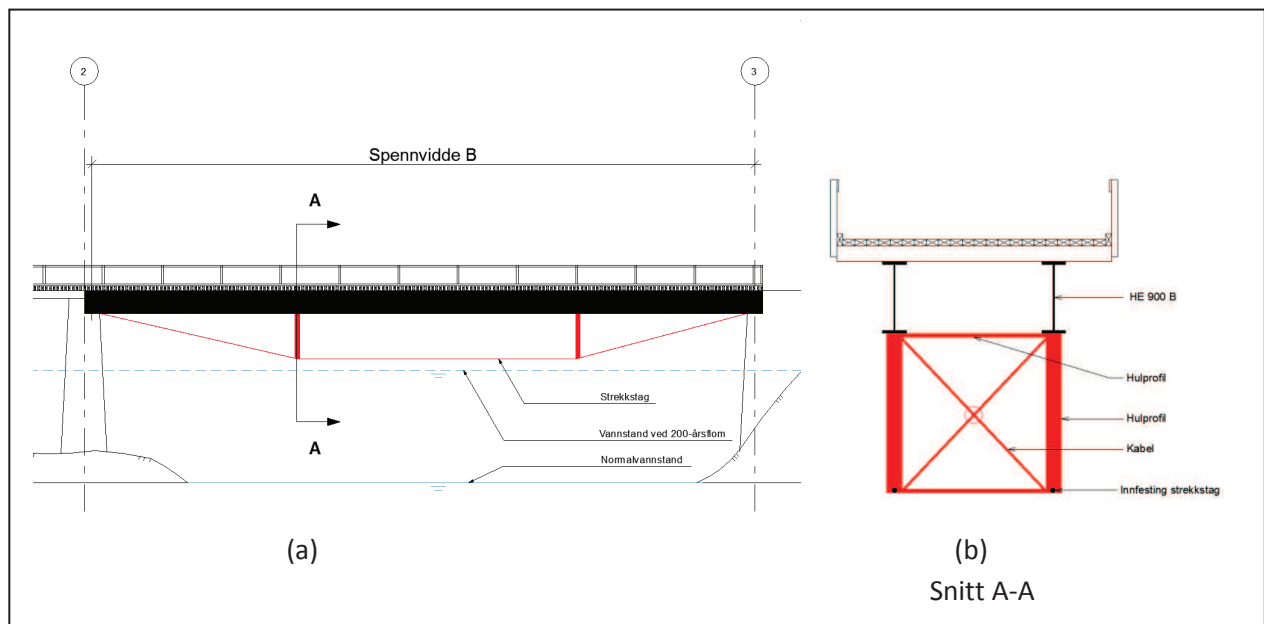 2
3
Spennvidde B
A
A
Strekkstag
Vannstand ved 200-årsflom
Normalvannstand
(a)
HE 900 B
Hulprofil
Hulprofil
Kabel
Innfesting strekkstag
(b)
Snitt A-A